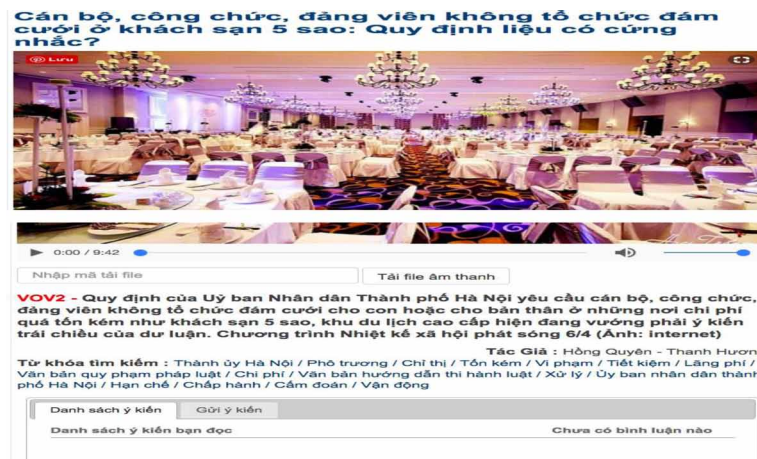 Cán bộ, công chức, đảng viên không tổ chức đám
cưới ở khách sạn 5 sao: Quy định liệu có cứng
nhắc?
Lưu
0:00 / 9:42
Nhập mã tải file
Tải file âm thanh
VOV2 - Quy định của Uỷ ban Nhân dân Thành phố Hà Nội yêu cầu cán bộ, công chức,
đảng viên không tổ chức đám cưới cho con hoặc cho bản thân ở những nơi chi phí
quá tốn kém như khách sạn 5 sao, khu du lịch cao cấp hiện đang vướng phải ý kiến
trái chiều của dư luận. Chương trình Nhiệt kế xã hội phát sóng 6/4 (Ảnh: internet)
Tác Giả : Hồng Quyên - Thanh Hươn
Từ khóa tìm kiếm : Thành ủy Hà Nội / Phô trương / Chỉ thị / Tốn kém / Vi phạm / Tiết kiệm / Lãng phí /
Văn bản quy phạm pháp luật / Chi phí / Văn bản hướng dẫn thi hành luật / Xử lý / Ủy ban nhân dân thành
phố Hà Nội / Hạn chế / Chấp hành / Cấm đoán / Vận động
Danh sách ý kiến
Gửi ý kiến
Danh sách ý kiến bạn đọc
Chưa có bình luận nào